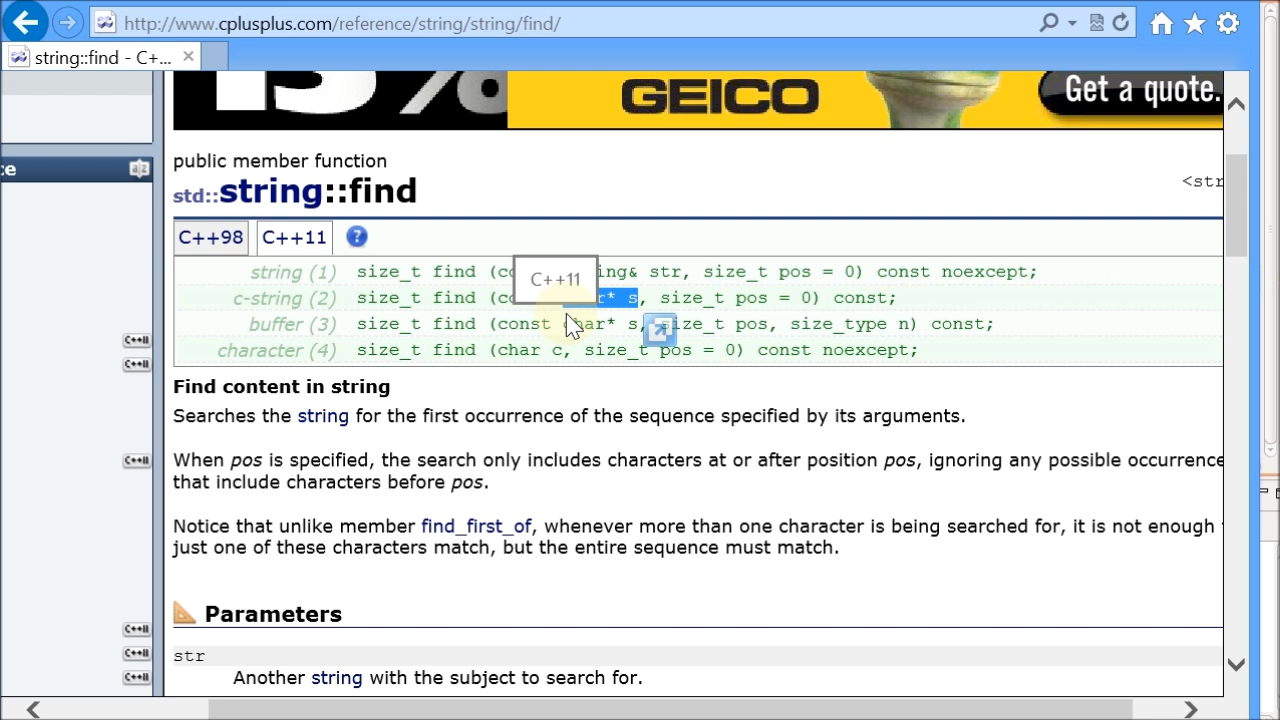 http://www.cplusplus.com/reference/string/string/find/
string::find - C+...
15%
GEICO
Get a quote.
ce
public member function
std::string::find
<str
C++98 C++11
C++11
string (1) size_t find (co ing& str, size_t pos = 0) const noexcept;
c-string (2) size_t find (co r* s, size_t pos = 0) const;
buffer (3) size_t find (const char* s, size_t pos, size_type n) const;
character (4) size_t find (char c, size_t pos = 0) const noexcept;
Find content in string
Searches the string for the first occurrence of the sequence specified by its arguments.
When pos is specified, the search only includes characters at or after position pos, ignoring any possible occurrence
that include characters before pos.
Notice that unlike member find_first_of, whenever more than one character is being searched for, it is not enough
just one of these characters match, but the entire sequence must match.
Parameters
str
Another string with the subject to search for.
C++11
C++11
C++11
C++11
C++11
C++11